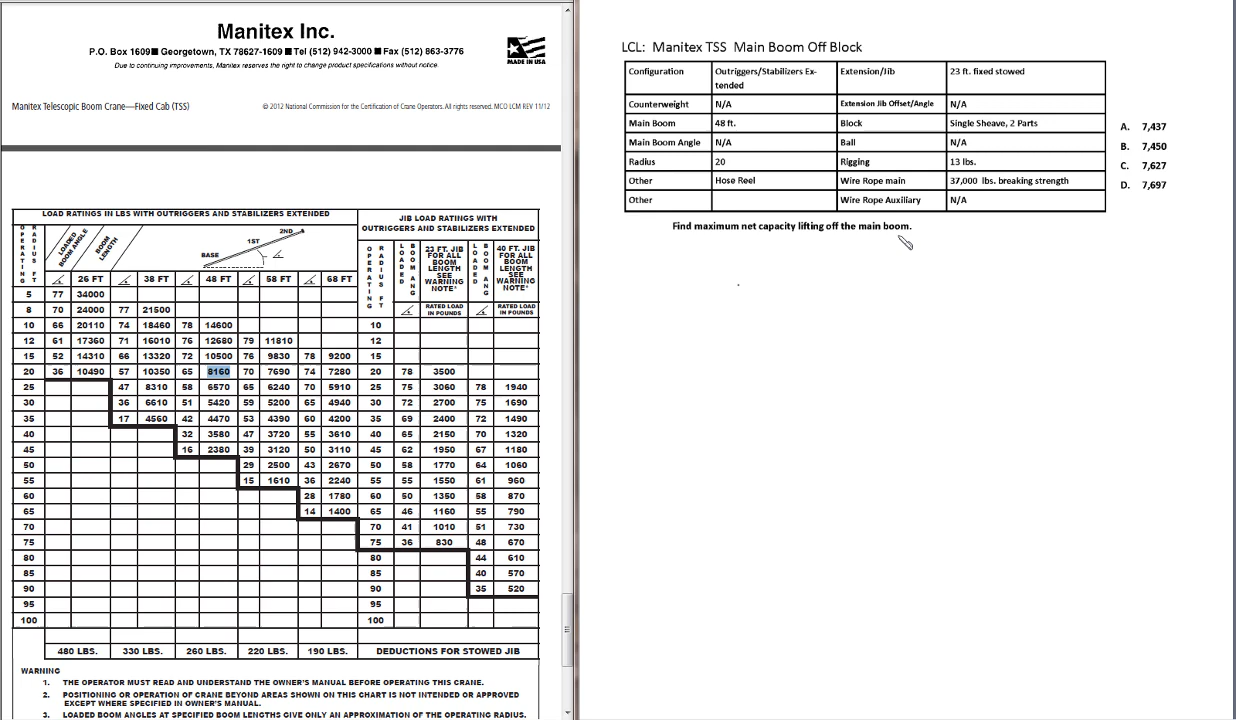 Manitex Inc.
P.O. Box 1609■ Georgetown, TX 78627-1609 ■ Tel (512) 942-3000 ■ Fax (512) 863-3776
Due to continuing improvements, Manitex reserves the right to change product specifications without notice.
MADE IN USA
Manitex Telescopic Boom Crane—Fixed Cab (TSS)
© 2012 National Commission for the Certification of Crane Operators. All rights reserved. MCO LCM REV 11/12
LOAD RATINGS IN LBS WITH OUTRIGGERS AND STABILIZERS EXTENDED
JIB LOAD RATINGS WITH
OUTRIGGERS AND STABILIZERS EXTENDED
OPERATING RADIUS FT
LOADED BOOM ANGLE
BOOM LENGTH
BASE 1ST 2ND
OPERATING RADIUS FT
LOADED BOOM ANG
23 FT. JIB
FOR ALL
BOOM
LENGTH
SEE
WARNING
NOTE*
LOADED BOOM ANG
40 FT. JIB
FOR ALL
BOOM
LENGTH
SEE
WARNING
NOTE*
26 FT 38 FT 48 FT 58 FT 68 FT
RATED LOAD
IN POUNDS
RATED LOAD
IN POUNDS
5 77 34000
8 70 24000 77 21500
10 66 20110 74 18460 78 14600 10
12 61 17360 71 16010 76 12680 79 11810 12
15 52 14310 66 13320 72 10500 76 9830 78 9200 15
20 36 10490 57 10350 65 8160 70 7690 74 7280 20 78 3500
25 47 8310 58 6570 65 6240 70 5910 25 75 3060 78 1940
30 36 6610 51 5420 59 5200 65 4940 30 72 2700 75 1690
35 17 4560 42 4470 53 4390 60 4200 35 69 2400 72 1490
40 32 3580 47 3720 55 3610 40 65 2150 70 1320
45 16 2380 39 3120 50 3110 45 62 1950 67 1180
50 29 2500 43 2670 50 58 1770 64 1060
55 15 1610 36 2240 55 55 1550 61 960
60 28 1780 60 50 1350 58 870
65 14 1400 65 46 1160 55 790
70 70 41 1010 51 730
75 75 36 830 48 670
80 80 44 610
85 85 40 570
90 90 35 520
95 95
100 100
480 LBS. 330 LBS. 260 LBS. 220 LBS. 190 LBS. DEDUCTIONS FOR STOWED JIB
WARNING
1. THE OPERATOR MUST READ AND UNDERSTAND THE OWNER'S MANUAL BEFORE OPERATING THIS CRANE.
2. POSITIONING OR OPERATION OF CRANE BEYOND AREAS SHOWN ON THIS CHART IS NOT INTENDED OR APPROVED
EXCEPT WHERE SPECIFIED IN OWNER'S MANUAL.
3. LOADED BOOM ANGLES AT SPECIFIED BOOM LENGTHS GIVE ONLY AN APPROXIMATION OF THE OPERATING RADIUS.
LCL: Manitex TSS Main Boom Off Block
Configuration Outriggers/Stabilizers Ex- Extension/Jib 23 ft. fixed stowed
tended
Counterweight N/A Extension Jib Offset/Angle N/A
Main Boom 48 ft. Block Single Sheave, 2 Parts
Main Boom Angle N/A Ball N/A
Radius 20 Rigging 13 lbs.
Other Hose Reel Wire Rope main 37,000 lbs. breaking strength
Other Wire Rope Auxiliary N/A
Find maximum net capacity lifting off the main boom.
A. 7,437
B. 7,450
C. 7,627
D. 7,697